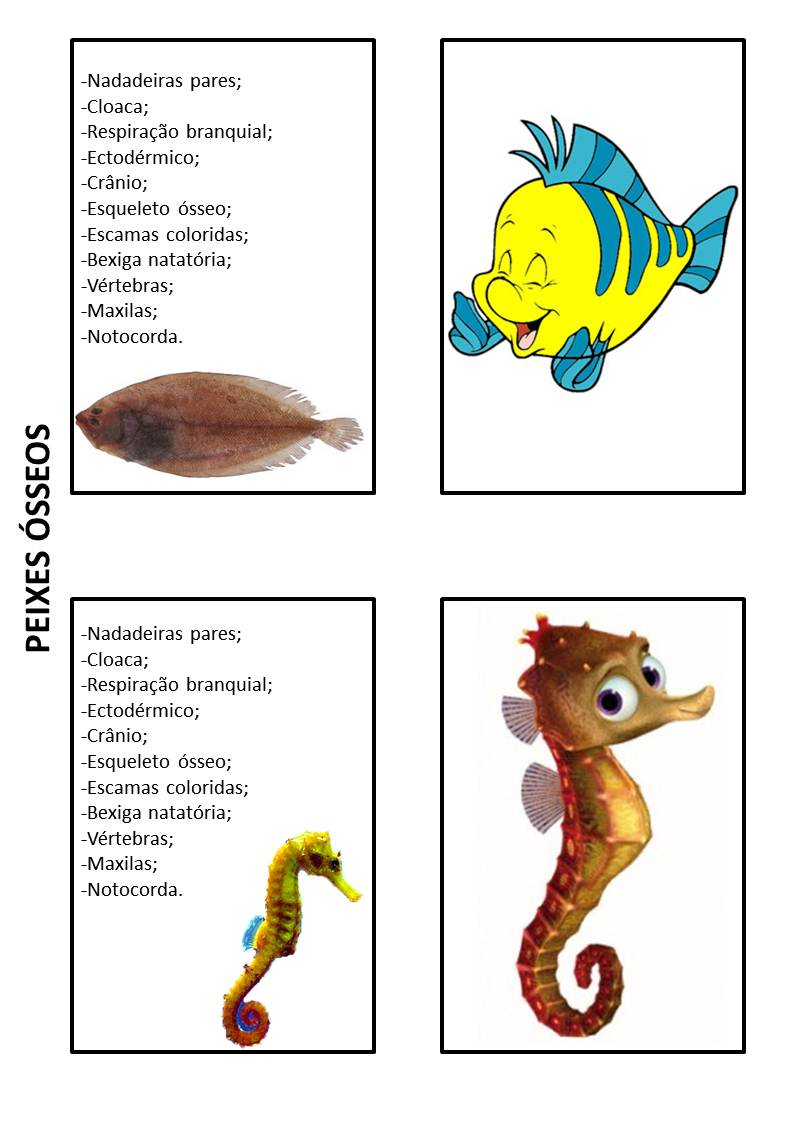 PEIXES ÓSSEOS
-Nadadeiras pares;
-Cloaca;
-Respiração branquial;
-Ectodérmico;
-Crânio;
-Esqueleto ósseo;
-Escamas coloridas;
-Bexiga natatória;
-Vértebras;
-Maxilas;
-Notocorda.
-Nadadeiras pares;
-Cloaca;
-Respiração branquial;
-Ectodérmico;
-Crânio;
-Esqueleto ósseo;
-Escamas coloridas;
-Bexiga natatória;
-Vértebras;
-Maxilas;
-Notocorda.